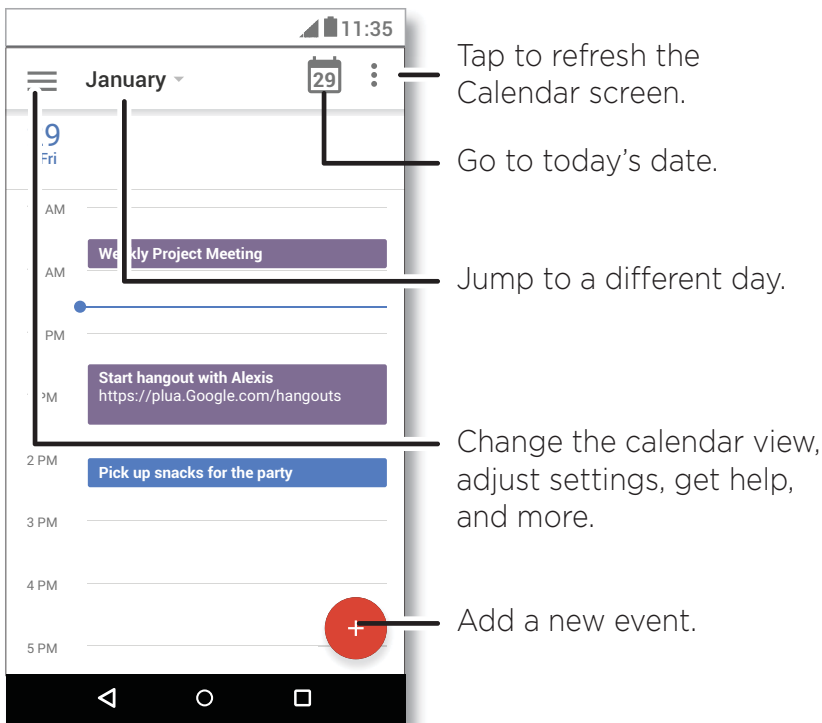 11:35
January
29
Tap to refresh the
Calendar screen.
Go to today's date.
Fri
AM
Weekly Project Meeting
AM
Jump to a different day.
PM
Start hangout with Alexis
https://plua.Google.com/hangouts
PM
Change the calendar view,
adjust settings, get help,
and more.
2 PM
Pick up snacks for the party
3 PM
4 PM
Add a new event.
5 PM